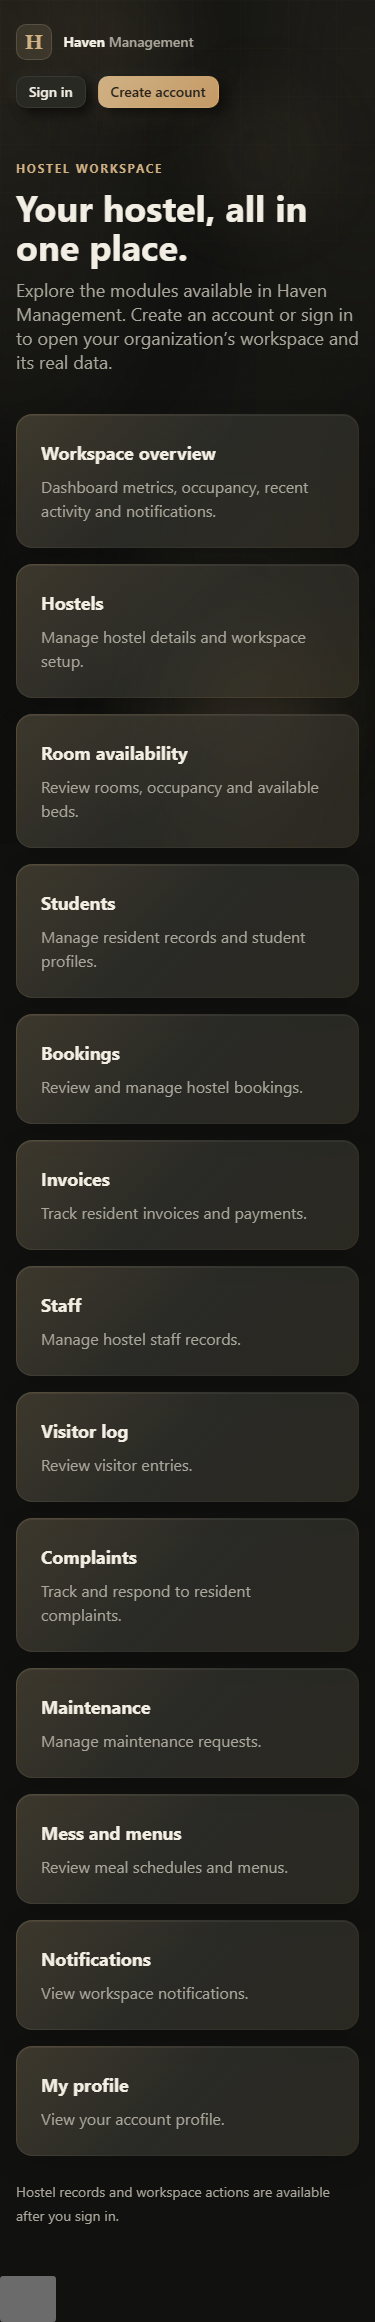 H
Haven Management
Sign in
Create account
HOSTEL WORKSPACE
Your hostel, all in
one place.
Explore the modules available in Haven
Management. Create an account or sign in
to open your organization’s workspace and
its real data.
Workspace overview
Dashboard metrics, occupancy, recent
activity and notifications.
Hostels
Manage hostel details and workspace
setup.
Room availability
Review rooms, occupancy and available
beds.
Students
Manage resident records and student
profiles.
Bookings
Review and manage hostel bookings.
Invoices
Track resident invoices and payments.
Staff
Manage hostel staff records.
Visitor log
Review visitor entries.
Complaints
Track and respond to resident
complaints.
Maintenance
Manage maintenance requests.
Mess and menus
Review meal schedules and menus.
Notifications
View workspace notifications.
My profile
View your account profile.
Hostel records and workspace actions are available
after you sign in.